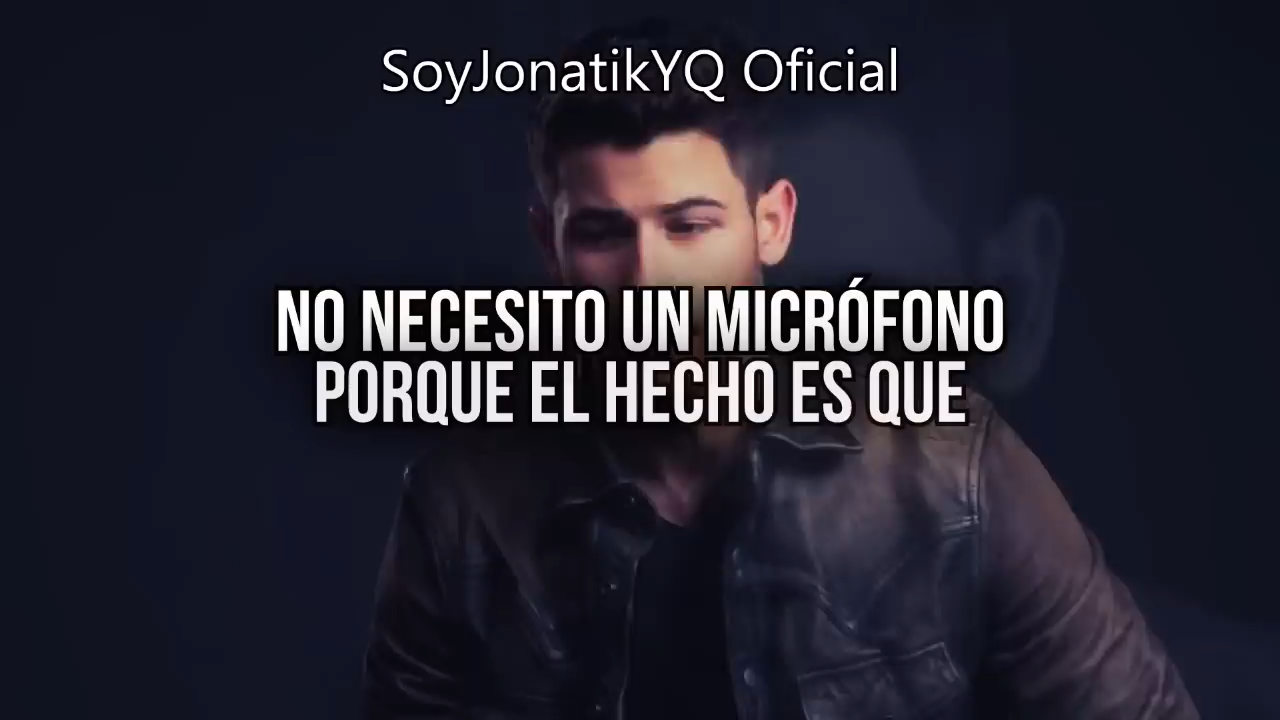 SoyJonatikYQ Oficial
NO NECESITO UN MICRÓFONO
PORQUE EL HECHO ES QUE